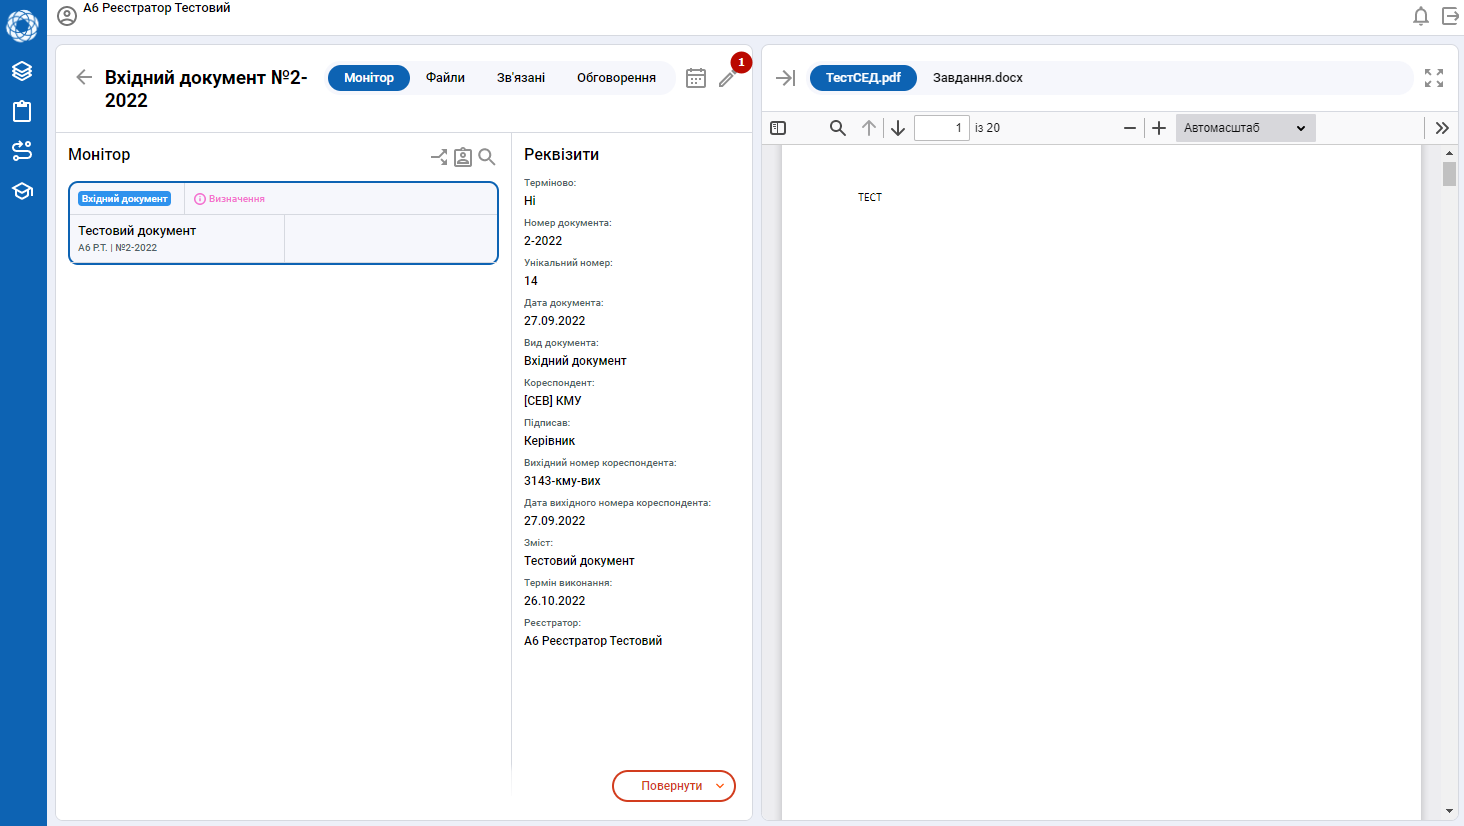 А6 Реєстратор Тестовий
Вхідний документ №2-
2022
Монітор
Файли
Зв'язані
Обговорення
1
Монітор
Вхідний документ
Визначення
Тестовий документ
А6 Р.Т. | №2-2022
Реквізити
Терміново:
Ні
Номер документа:
2-2022
Унікальний номер:
14
Дата документа:
27.09.2022
Вид документа:
Вхідний документ
Кореспондент:
[СЕВ] КМУ
Підписав:
Керівник
Вихідний номер кореспондента:
3143-кму-вих
Дата вихідного номера кореспондента:
27.09.2022
Зміст:
Тестовий документ
Термін виконання:
26.10.2022
Реєстратор:
А6 Реєстратор Тестовий
Повернути
ТестСЕД.pdf
Завдання.docx
1 із 20
Автомасштаб
ТЕСТ